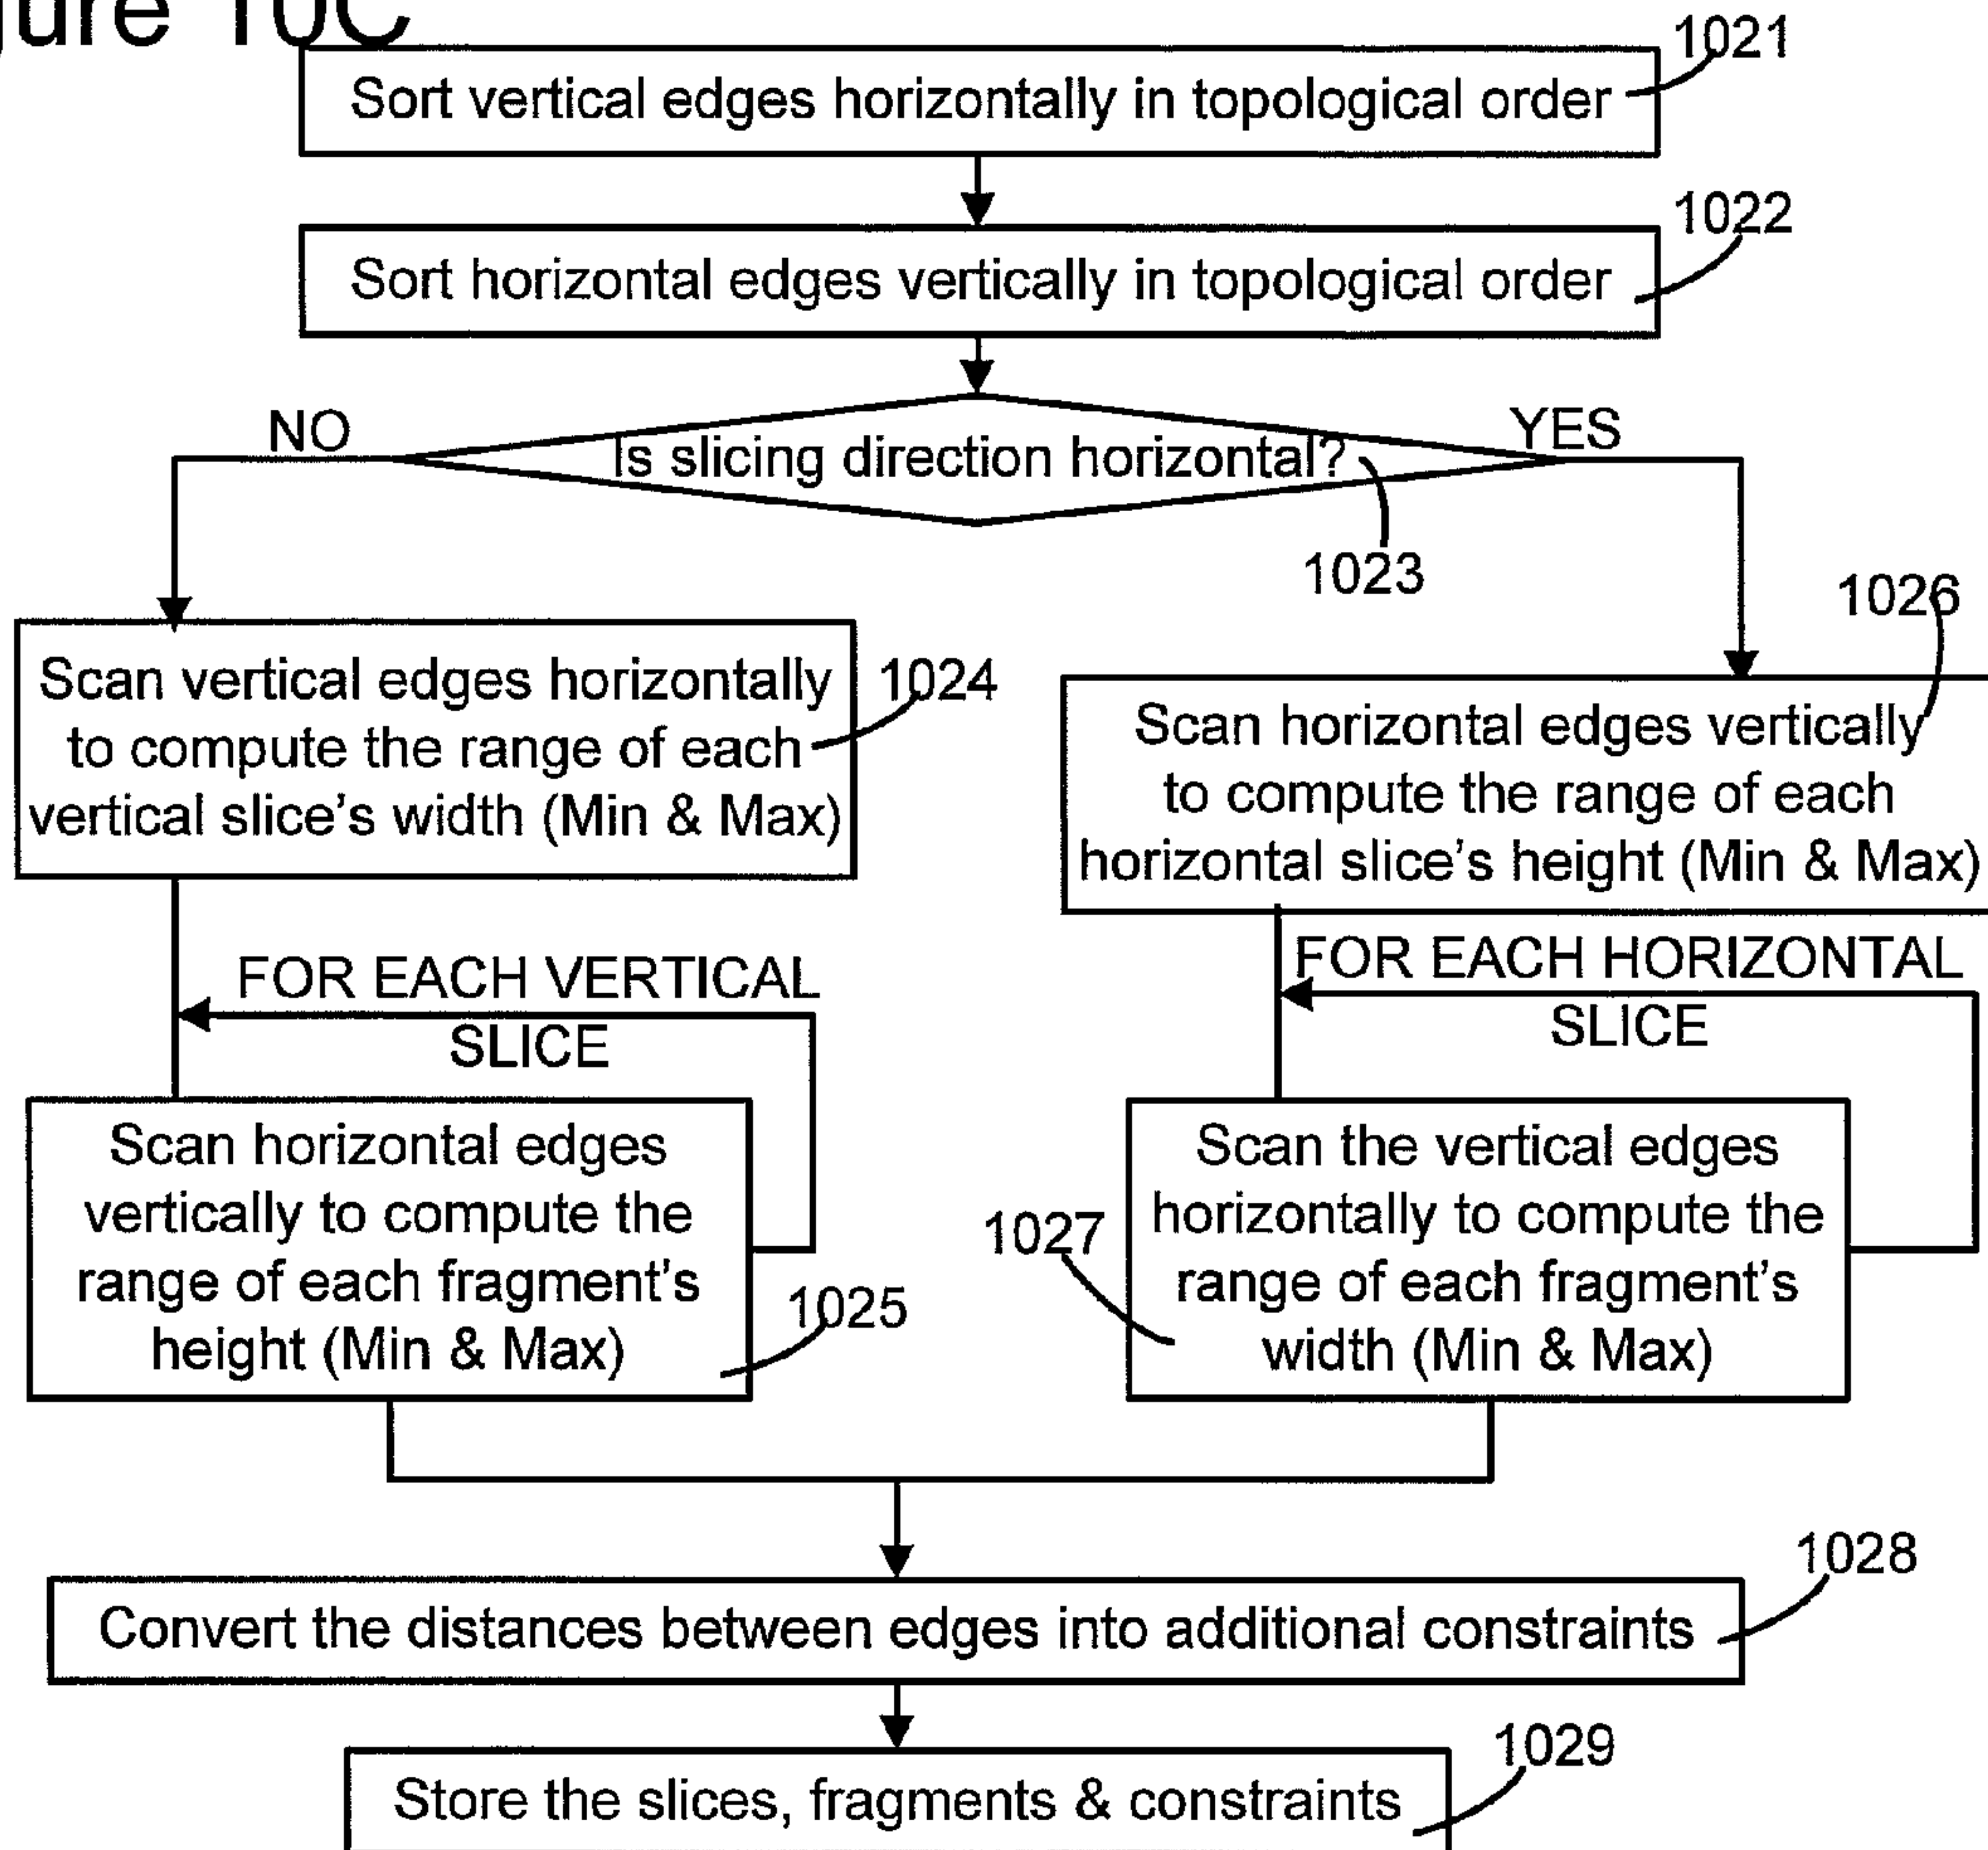 ure 10C
1021
Sort vertical edges horizontally in topological order
1022
Sort horizontal edges vertically in topological order
NO
YES
Is slicing direction horizontal?
1023
1024
Scan vertical edges horizontally
to compute the range of each
vertical slice's width (Min & Max)
1026
Scan horizontal edges vertically
to compute the range of each
horizontal slice's height (Min & Max)
FOR EACH VERTICAL
SLICE
FOR EACH HORIZONTAL
SLICE
Scan horizontal edges
vertically to compute the
range of each fragment's
height (Min & Max)
1025
1027
Scan the vertical edges
horizontally to compute the
range of each fragment's
width (Min & Max)
1028
Convert the distances between edges into additional constraints
1029
Store the slices, fragments & constraints